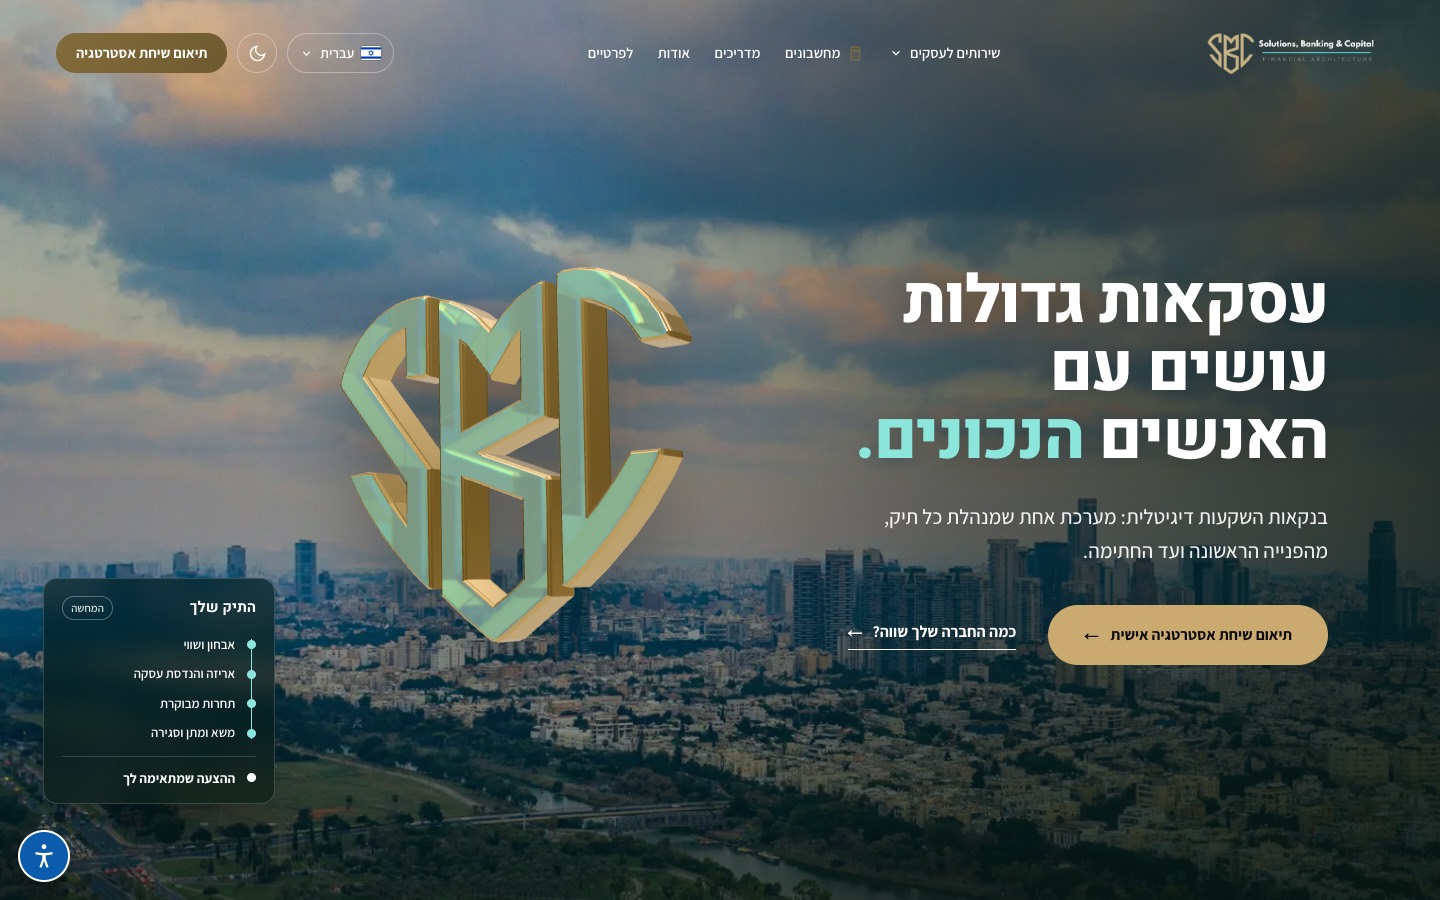 Solutions, Banking & Capital
FINANCIAL ARCHITECTURE
שירותים לעסקים
מחשבונים
מדריכים
אודות
לפרטיים
עברית
תיאום שיחת אסטרטגיה
עסקאות גדולות
עושים עם
האנשים הנכונים.
בנקאות השקעות דיגיטלית: מערכת אחת שמנהלת כל תיק,
מהפנייה הראשונה ועד החתימה.
תיאום שיחת אסטרטגיה אישית ←
כמה החברה שלך שווה? ←
התיק שלך
המחשה
אבחון ושווי
אריזה והנדסת עסקה
תחרות מבוקרת
משא ומתן וסגירה
ההצעה שמתאימה לך